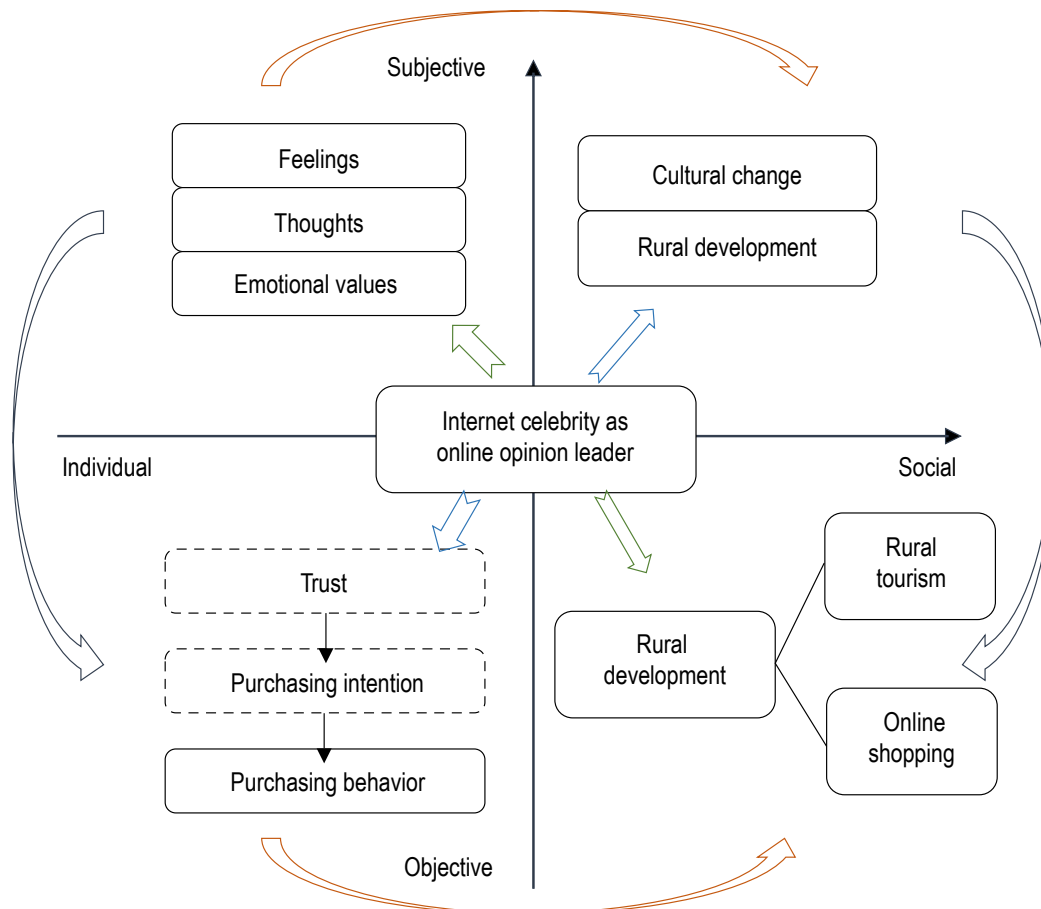 Subjective
Feelings
Thoughts
Emotional values
Cultural change
Rural development
Internet celebrity as
online opinion leader
Individual
Social
Trust
Purchasing intention
Purchasing behavior
Rural
development
Rural
tourism
Online
shopping
Objective